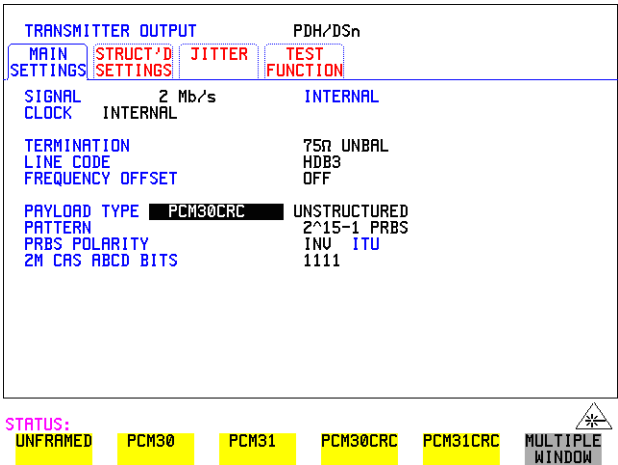 TRANSMITTER OUTPUT PDH/DSn
MAIN SETTINGS STRUCT'D SETTINGS JITTER TEST FUNCTION
SIGNAL 2 Mb/s INTERNAL
CLOCK INTERNAL
TERMINATION 75Ω UNBAL
LINE CODE HDB3
FREQUENCY OFFSET OFF
PAYLOAD TYPE PCM30CRC UNSTRUCTURED
PATTERN 2^15-1 PRBS
PRBS POLARITY INV ITU
2M CAS ABCD BITS 1111
STATUS:
UNFRAMED PCM30 PCM31 PCM30CRC PCM31CRC MULTIPLE WINDOW